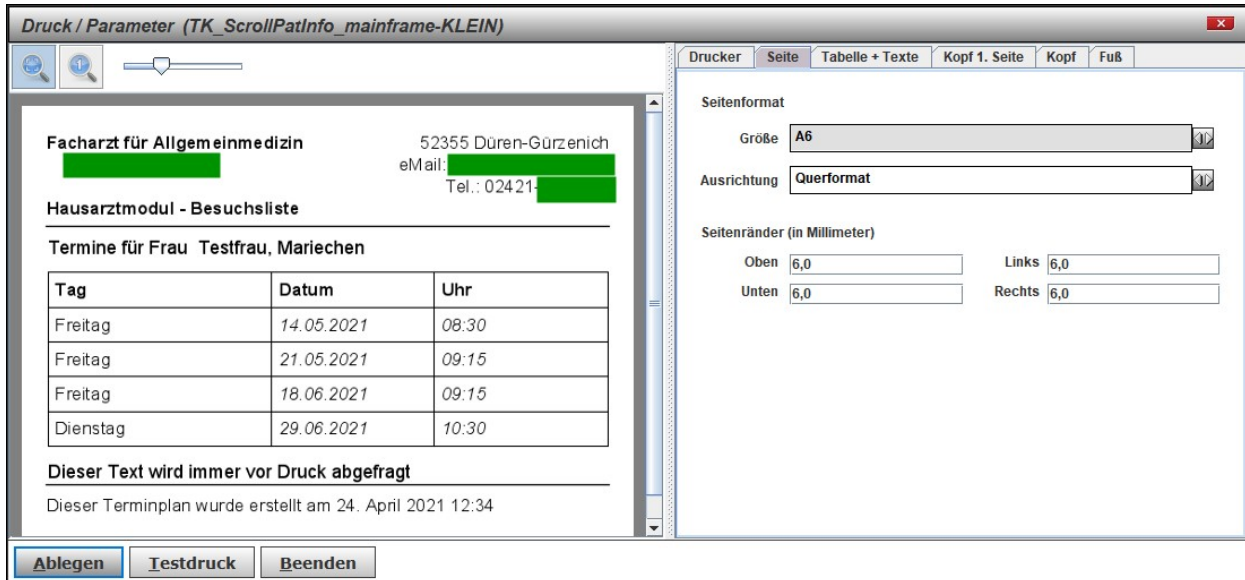 Druck / Parameter (TK_ScrollPatInfo_mainframe-KLEIN)
Facharzt für Allgemeinmedizin
52355 Düren-Gürzenich
eMail:
Tel.: 02421-
Hausarztmodul - Besuchsliste
Termine für Frau Testfrau, Mariechen
Tag Datum Uhr
Freitag 14.05.2021 08:30
Freitag 21.05.2021 09:15
Freitag 18.06.2021 09:15
Dienstag 29.06.2021 10:30
Dieser Text wird immer vor Druck abgefragt
Dieser Terminplan wurde erstellt am 24. April 2021 12:34
Drucker Seite Tabelle + Texte Kopf 1. Seite Kopf Fuß
Seitenformat
Größe A6
Ausrichtung Querformat
Seitenränder (in Millimeter)
Oben 6,0 Links 6,0
Unten 6,0 Rechts 6,0
Ablegen Testdruck Beenden